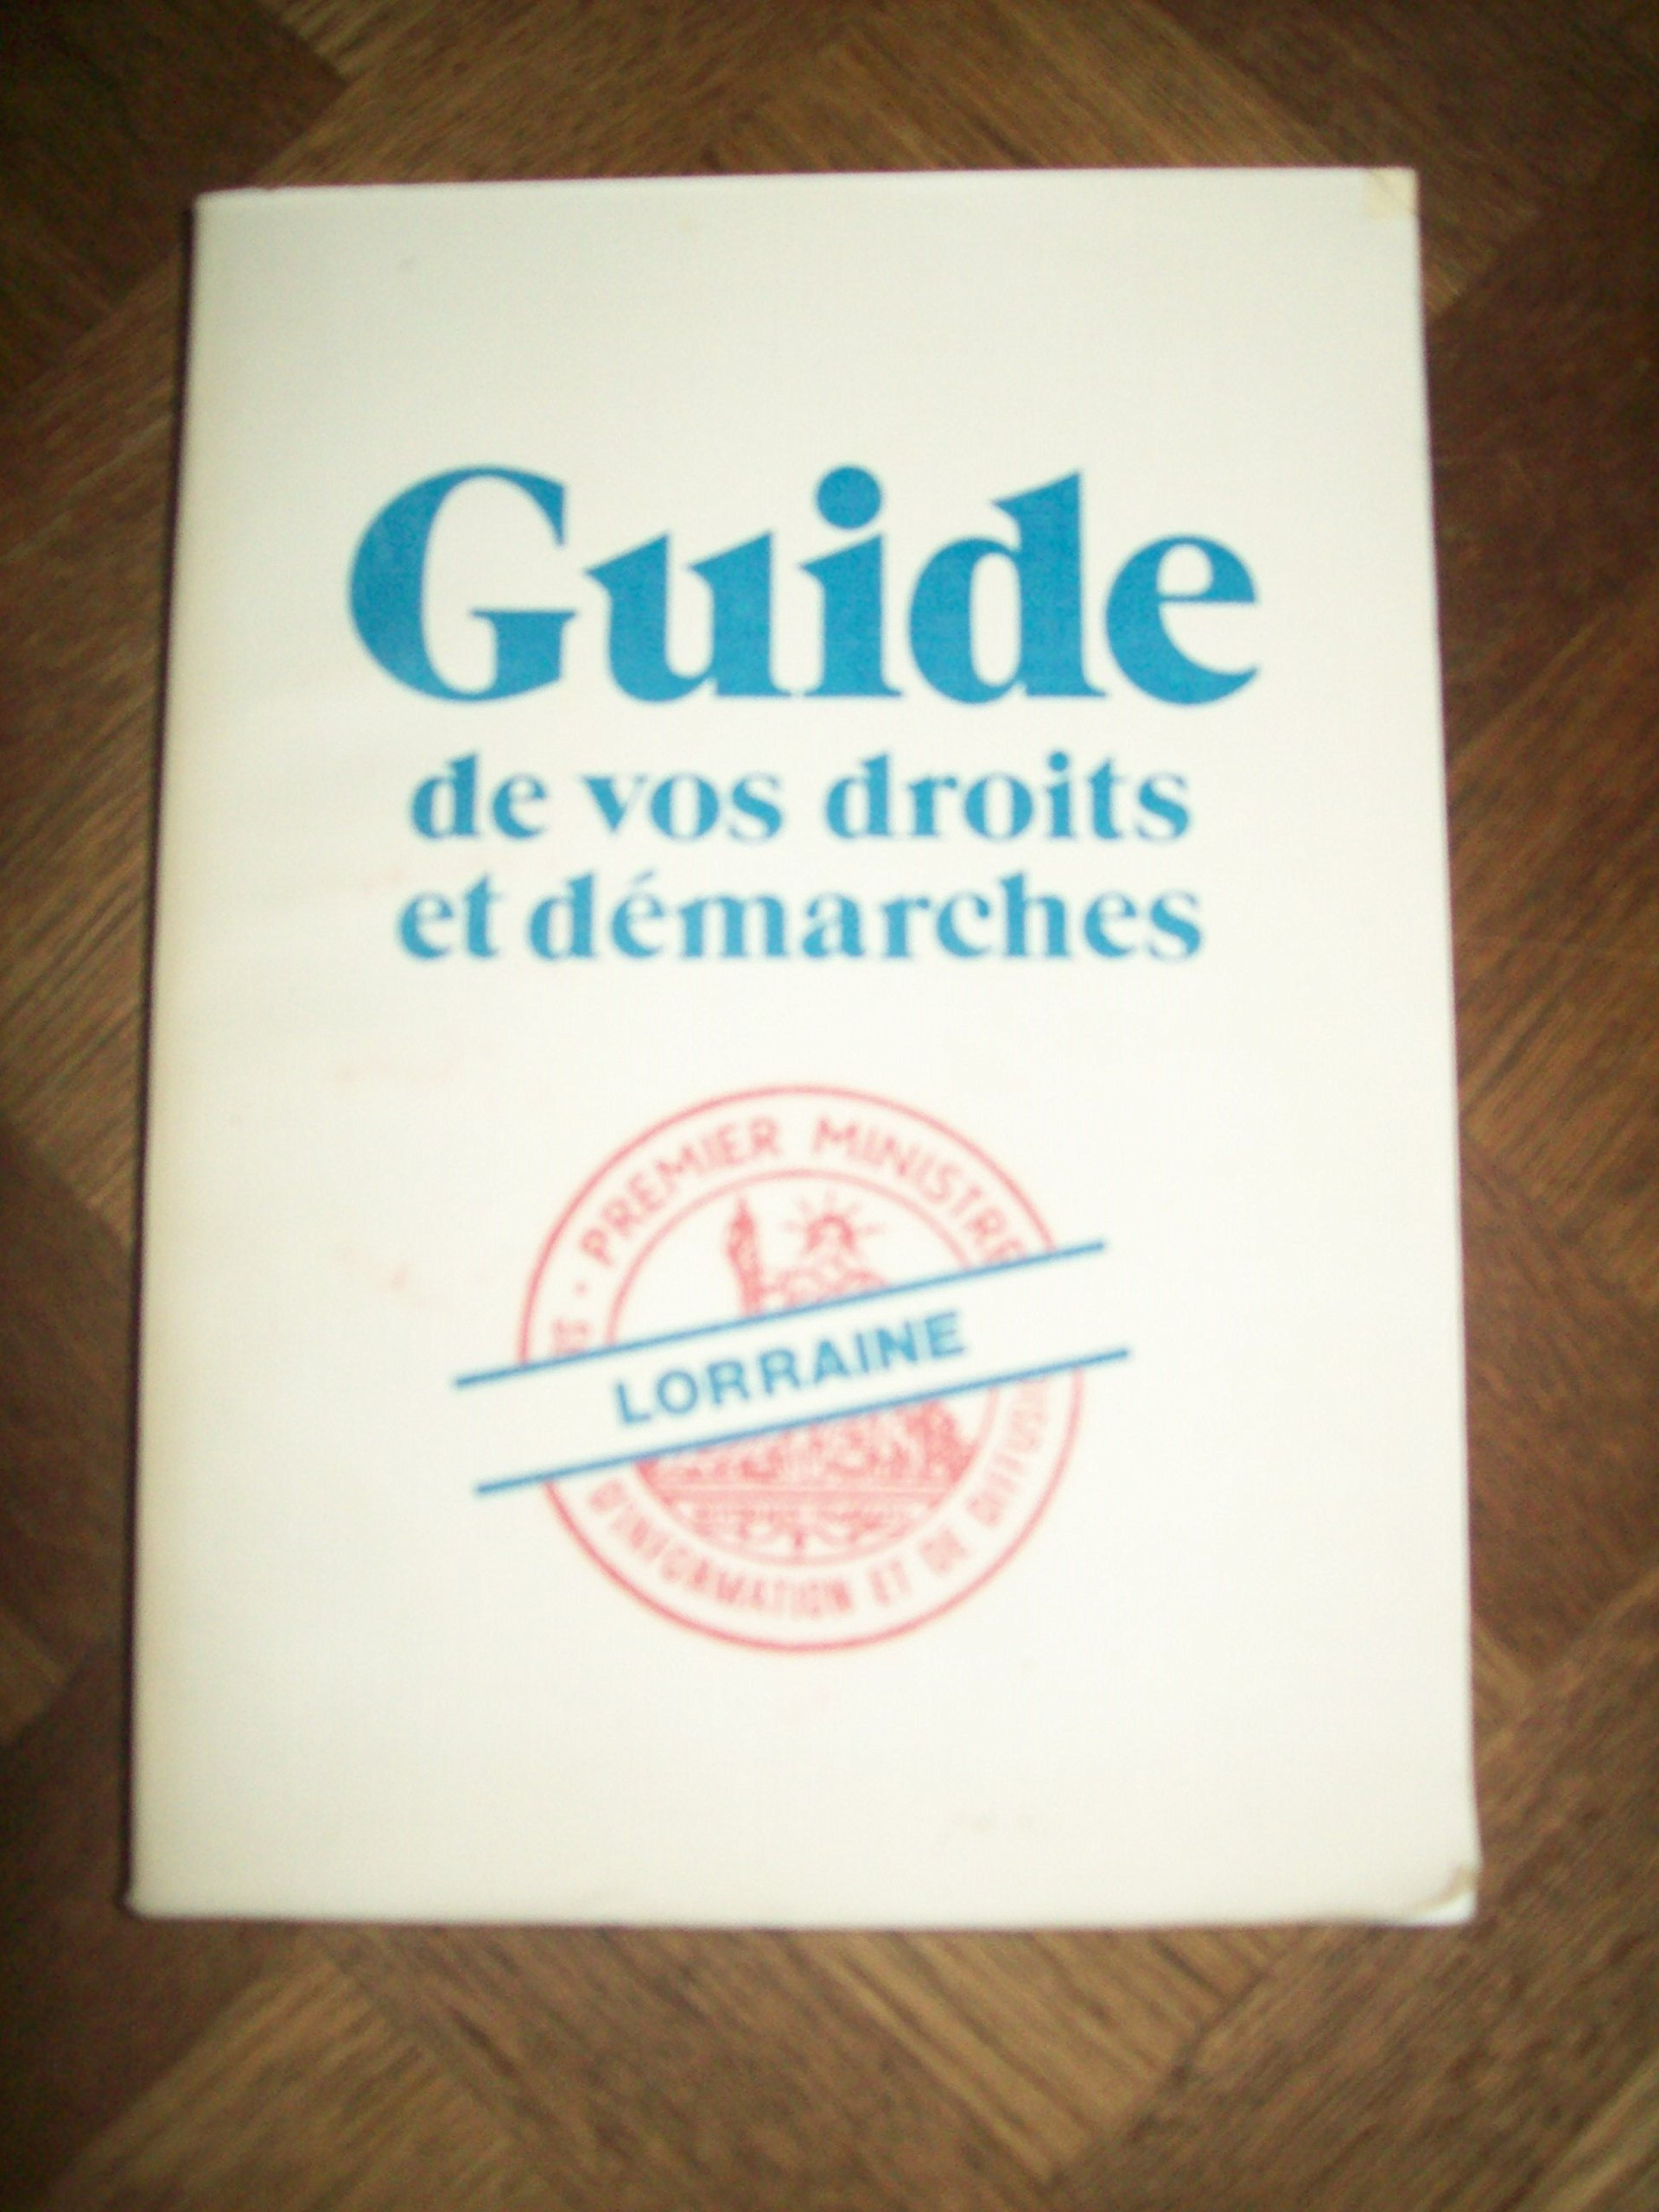 Guide
de vos droits
et démarches
PREMIER MINISTRE
LORRAINE
D'INFORMATION ET DE